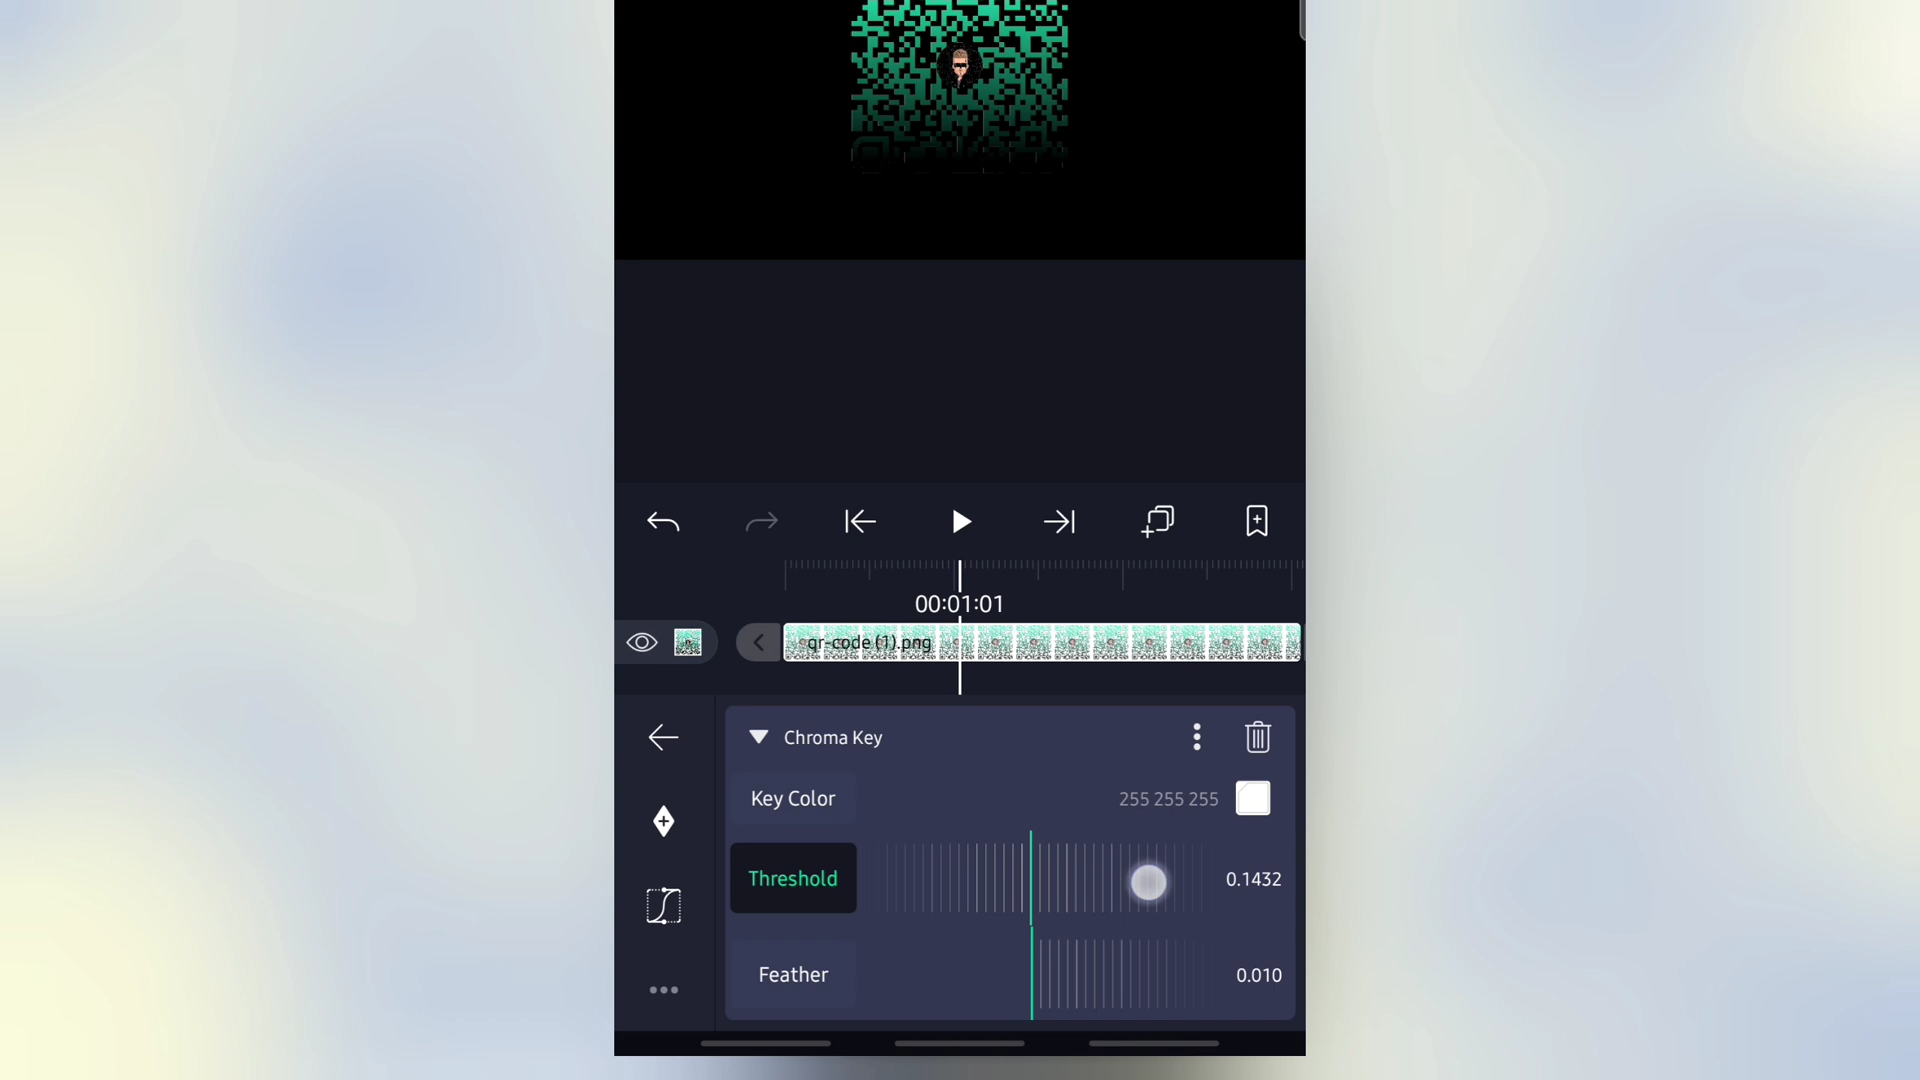 00:01:01
qr-code (1).png
Chroma Key
Key Color 255 255 255
Threshold 0.1432
Feather 0.010